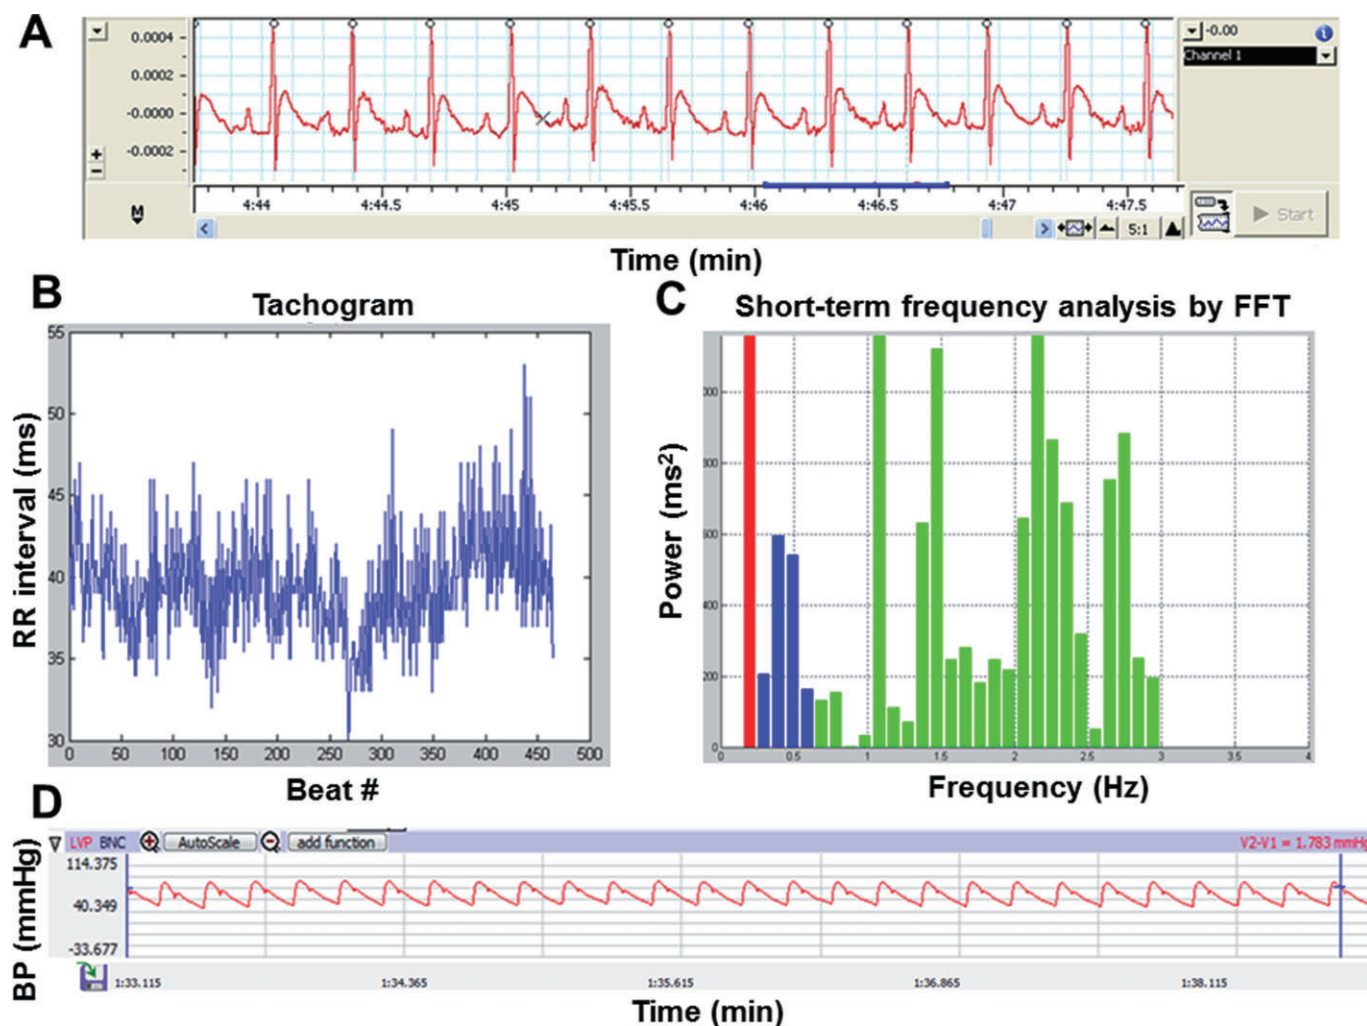 A
0.0004
0.0002
-0.0000
-0.0002
-0.00
Channel 1
+
−
M
4:44 4:44.5 4:45 4:45.5 4:46 4:46.5 4:47 4:47.5
5:1
Start
Time (min)
B
Tachogram
55
50
45
40
35
30
0 50 100 150 200 250 300 350 400 450 500
RR interval (ms)
Beat #
C
Short-term frequency analysis by FFT
000
800
600
400
200
0
0.5 1 1.5 2 2.5 3 3.5 4
Power (ms²)
Frequency (Hz)
D
LVP BNC AutoScale add function V2-V1 = 1.783 mmHg
114.375
40.349
-33.677
BP (mmHg)
1:33.115 1:34.365 1:35.615 1:36.865 1:38.115
Time (min)